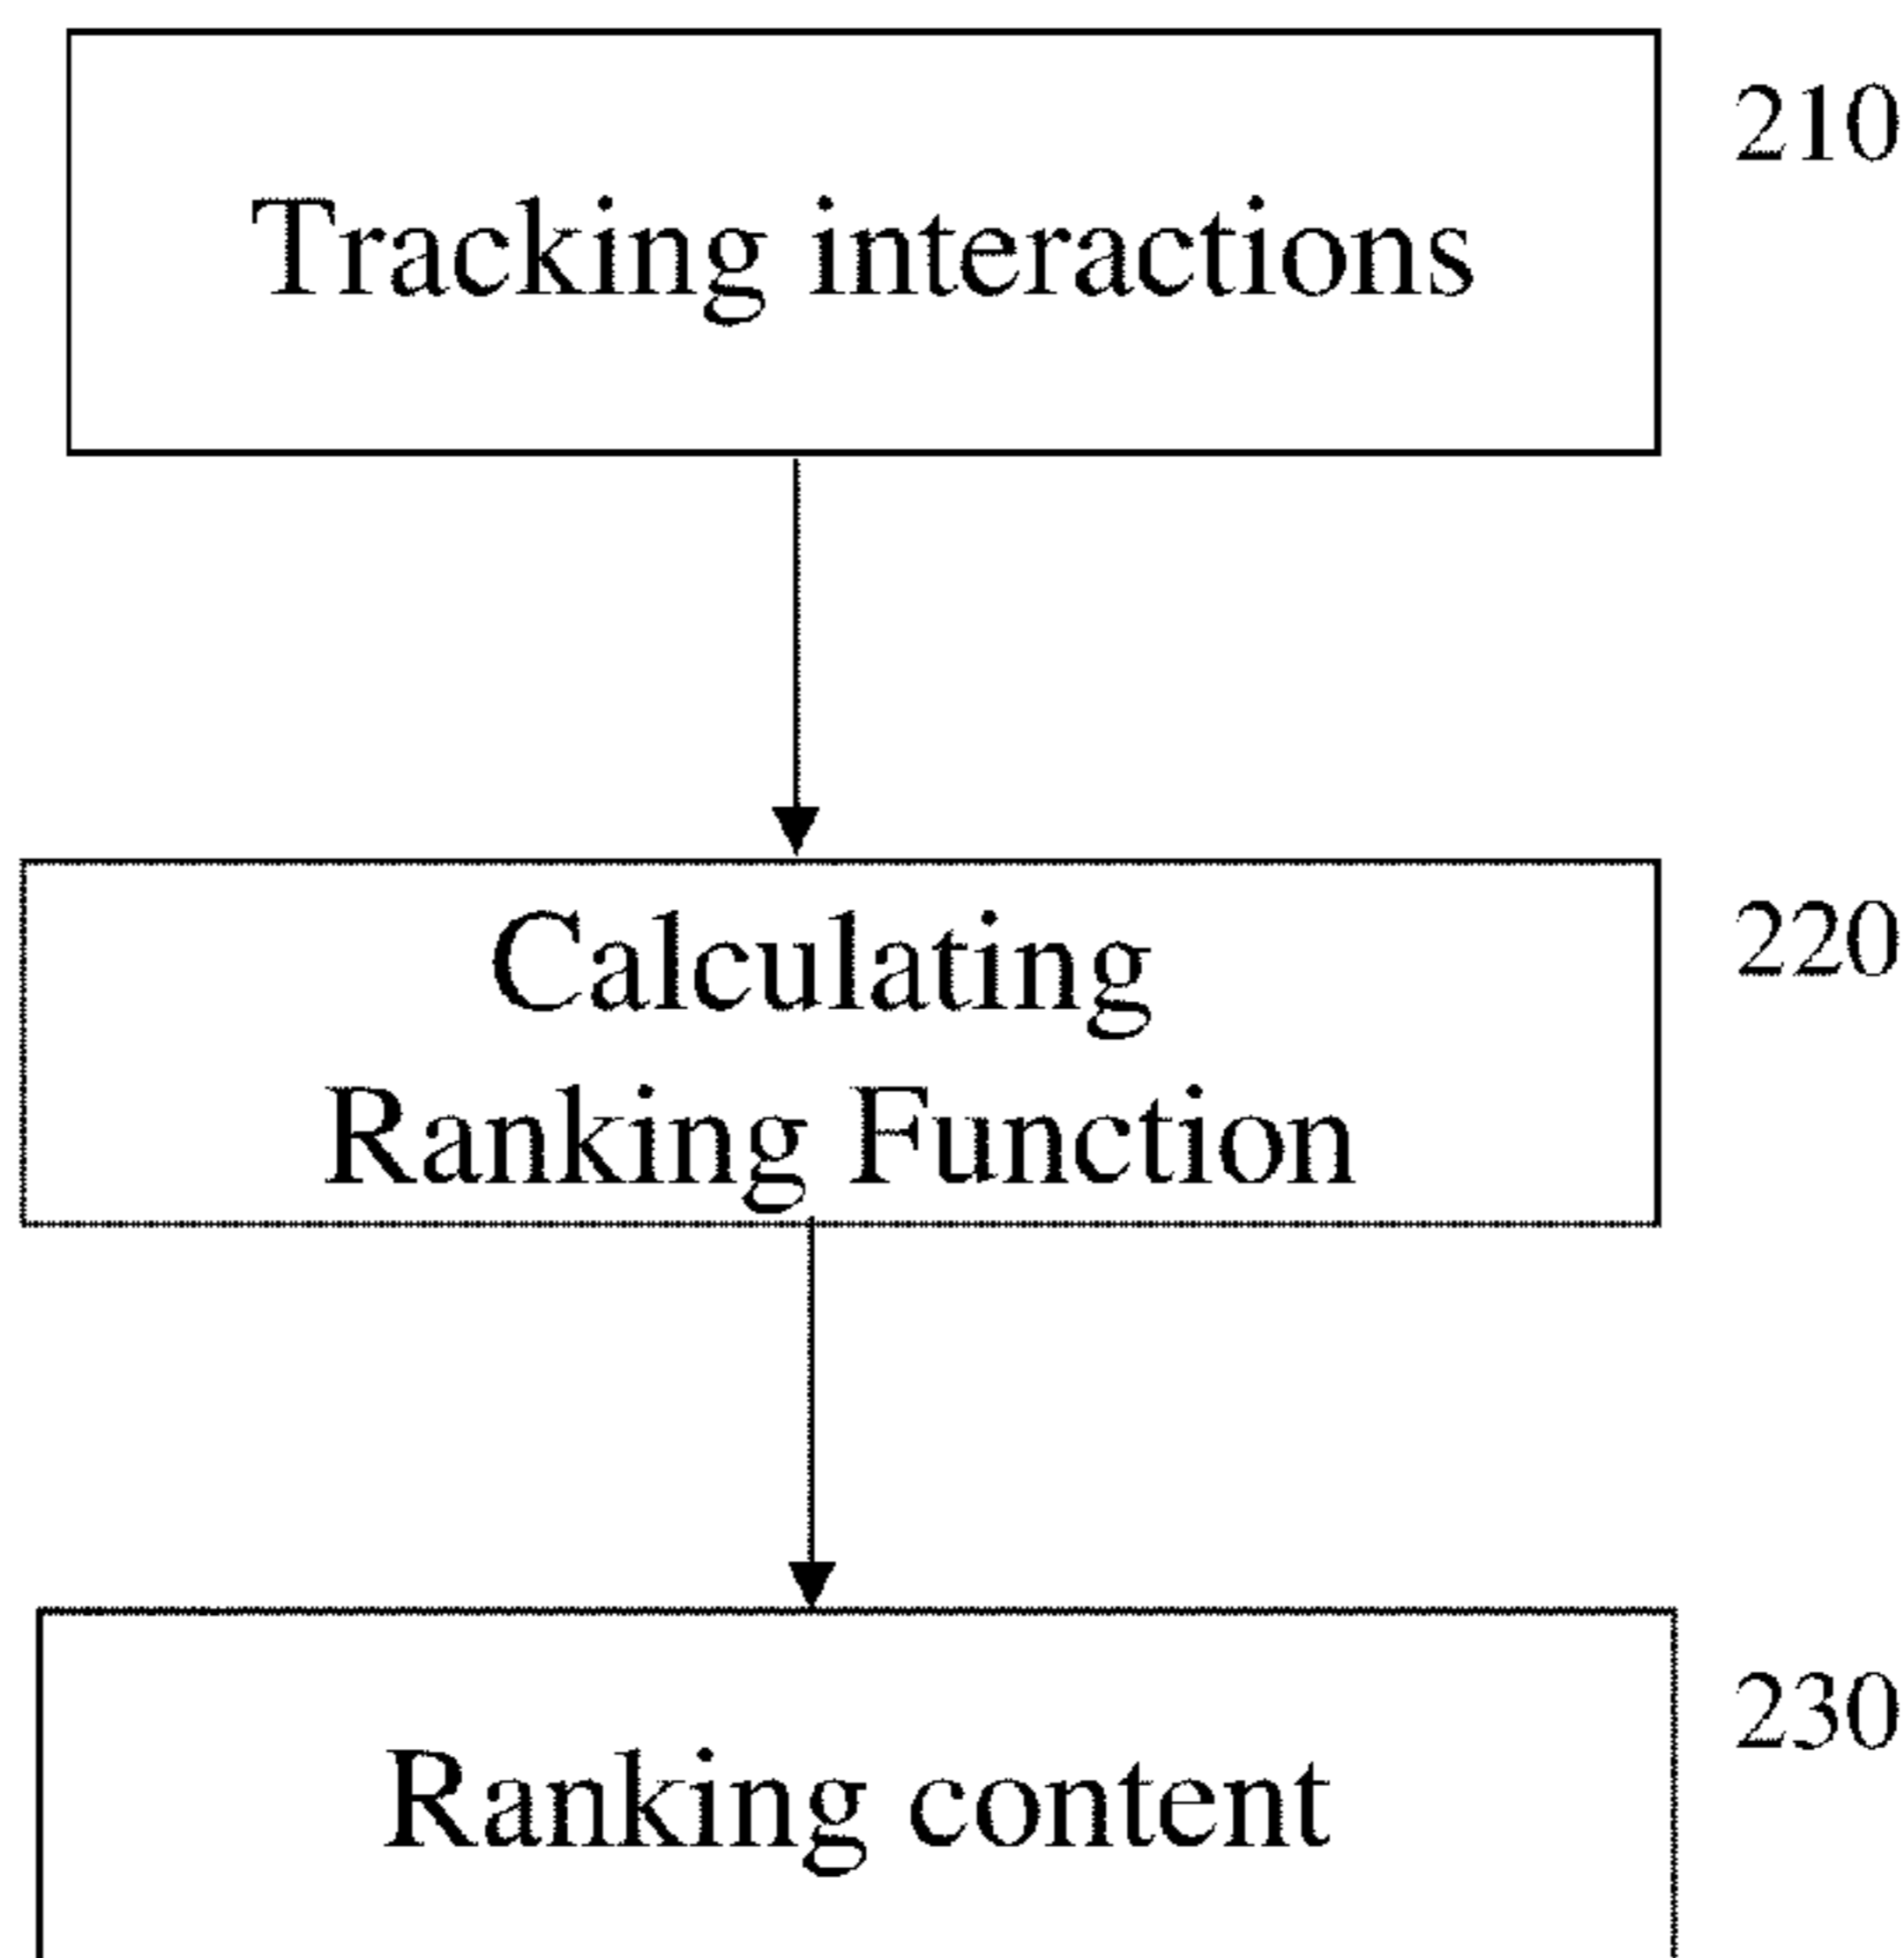 210
Tracking interactions
220
Calculating
Ranking Function
230
Ranking content